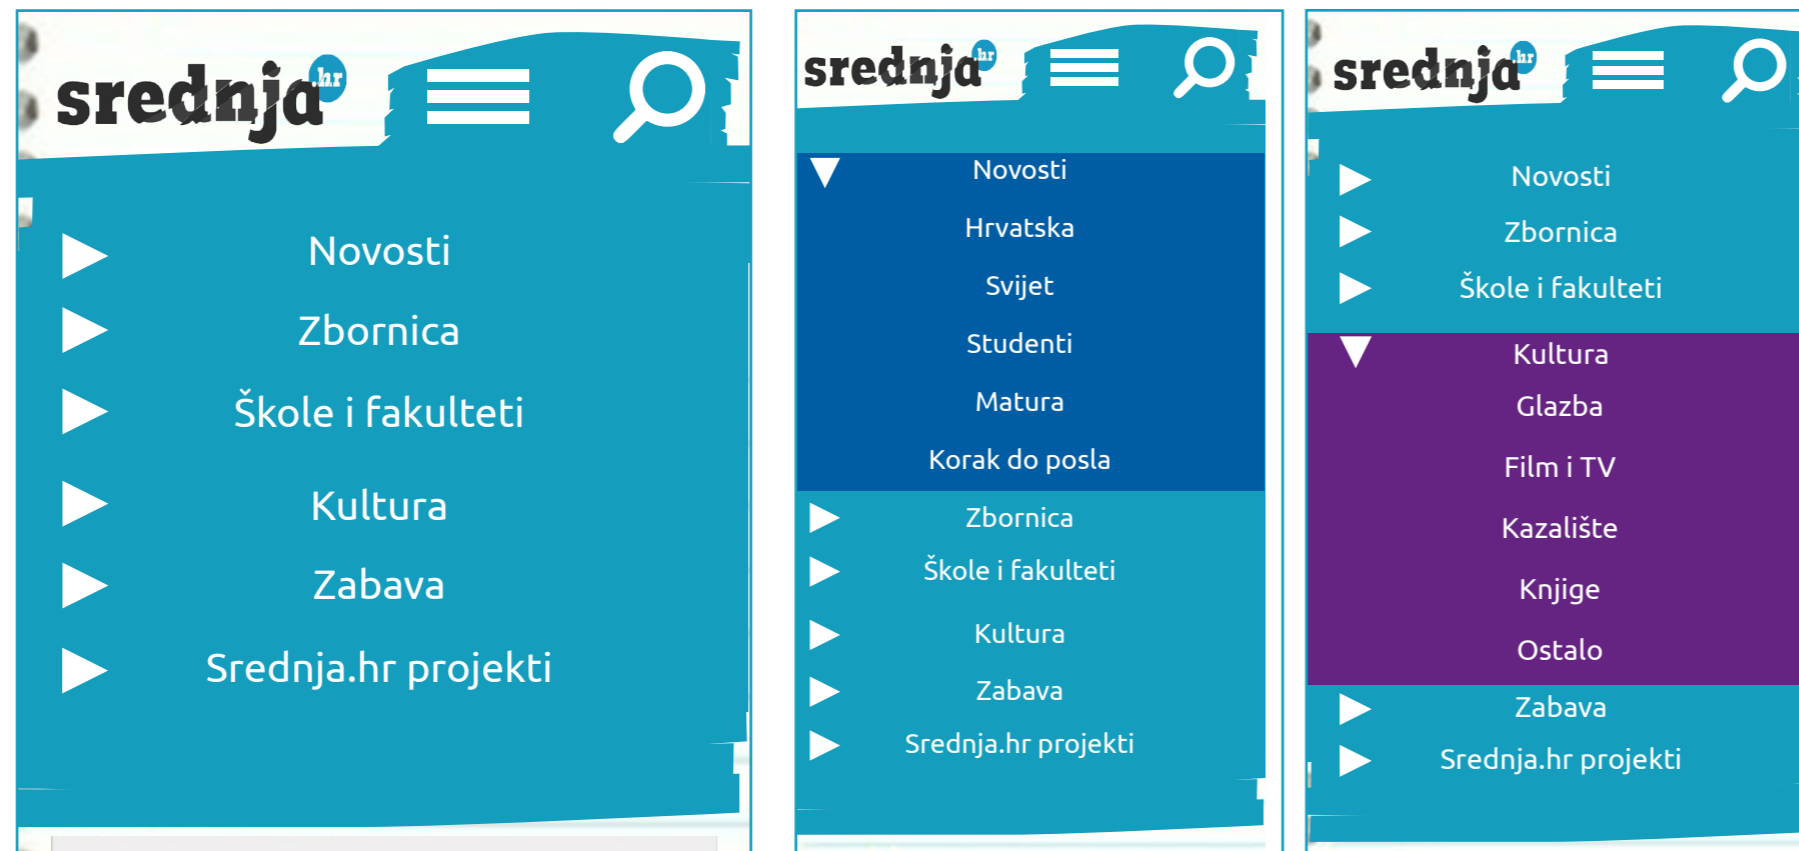 srednja.hr
Novosti
Zbornica
Škole i fakulteti
Kultura
Zabava
Srednja.hr projekti
srednja.hr
Novosti
Hrvatska
Svijet
Studenti
Matura
Korak do posla
Zbornica
Škole i fakulteti
Kultura
Zabava
Srednja.hr projekti
srednja.hr
Novosti
Zbornica
Škole i fakulteti
Kultura
Glazba
Film i TV
Kazalište
Knjige
Ostalo
Zabava
Srednja.hr projekti